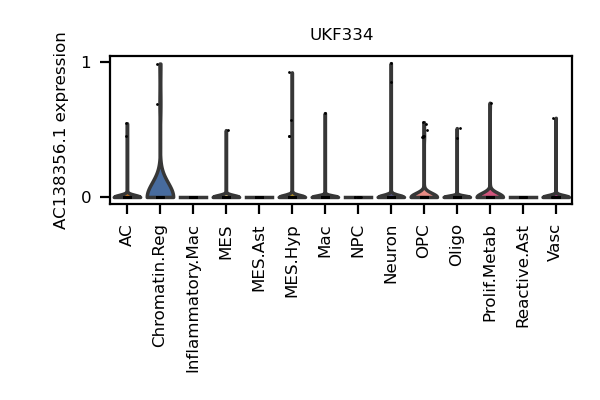 UKF334
AC138356.1 expression
1
0
AC
Chromatin.Reg
Inflammatory.Mac
MES
MES.Ast
MES.Hyp
Mac
NPC
Neuron
OPC
Oligo
Prolif.Metab
Reactive.Ast
Vasc